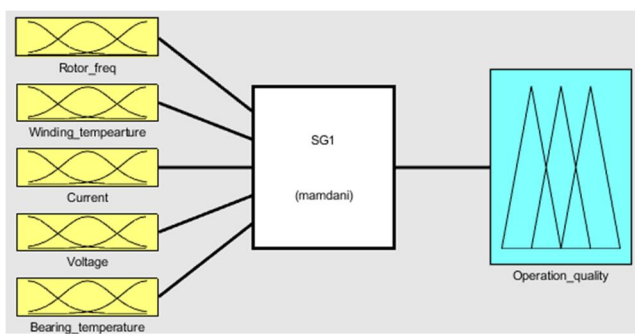 Rotor_freq
Winding_tempearture
Current
Voltage
Bearing_temperature
SG1
(mamdani)
Operation_quality